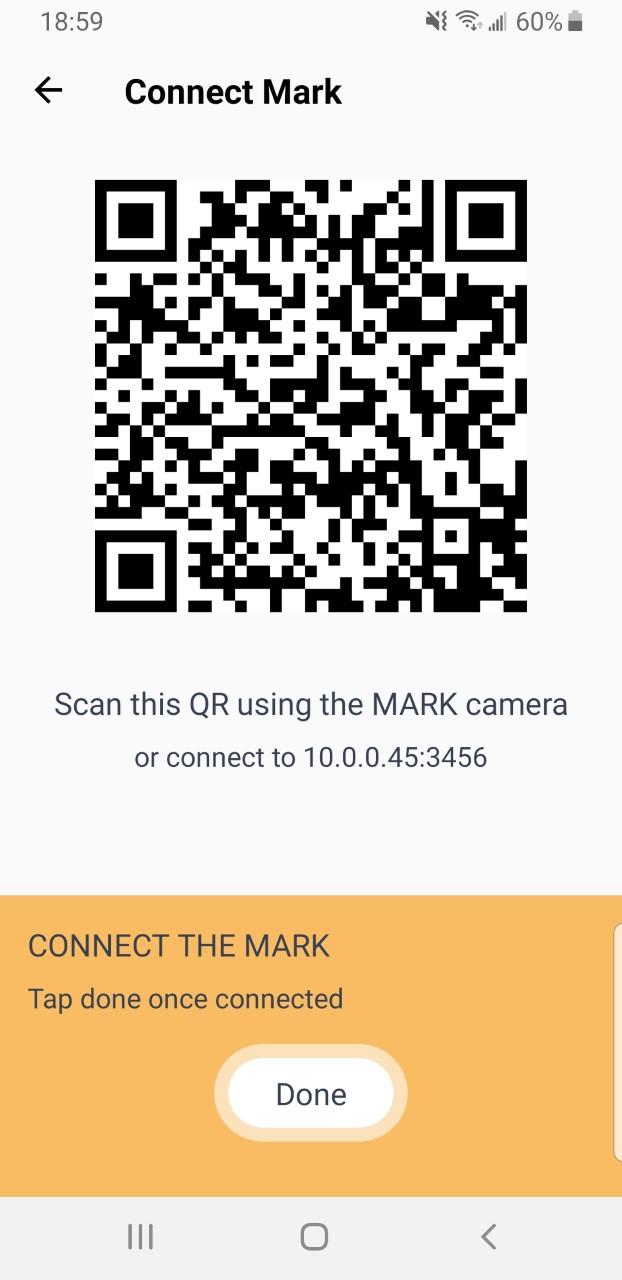 18:59 60%
Connect Mark
Scan this QR using the MARK camera
or connect to 10.0.0.45:3456
CONNECT THE MARK
Tap done once connected
Done